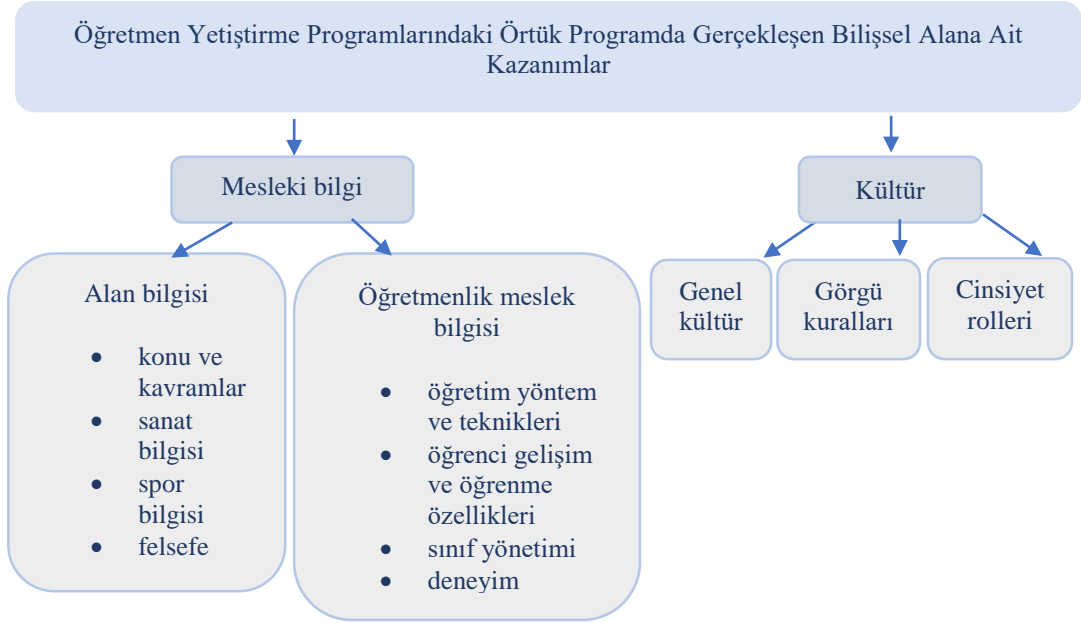 Öğretmen Yetiştirme Programlarındaki Örtük Programda Gerçekleşen Bilişsel Alana Ait
Kazanımlar
Mesleki bilgi
Kültür
Alan bilgisi
• konu ve
kavramlar
• sanat
bilgisi
• spor
bilgisi
• felsefe
Öğretmenlik meslek
bilgisi
• öğretim yöntem
ve teknikleri
• öğrenci gelişim
ve öğrenme
özellikleri
• sınıf yönetimi
• deneyim
Genel
kültür
Görgü
kuralları
Cinsiyet
rolleri